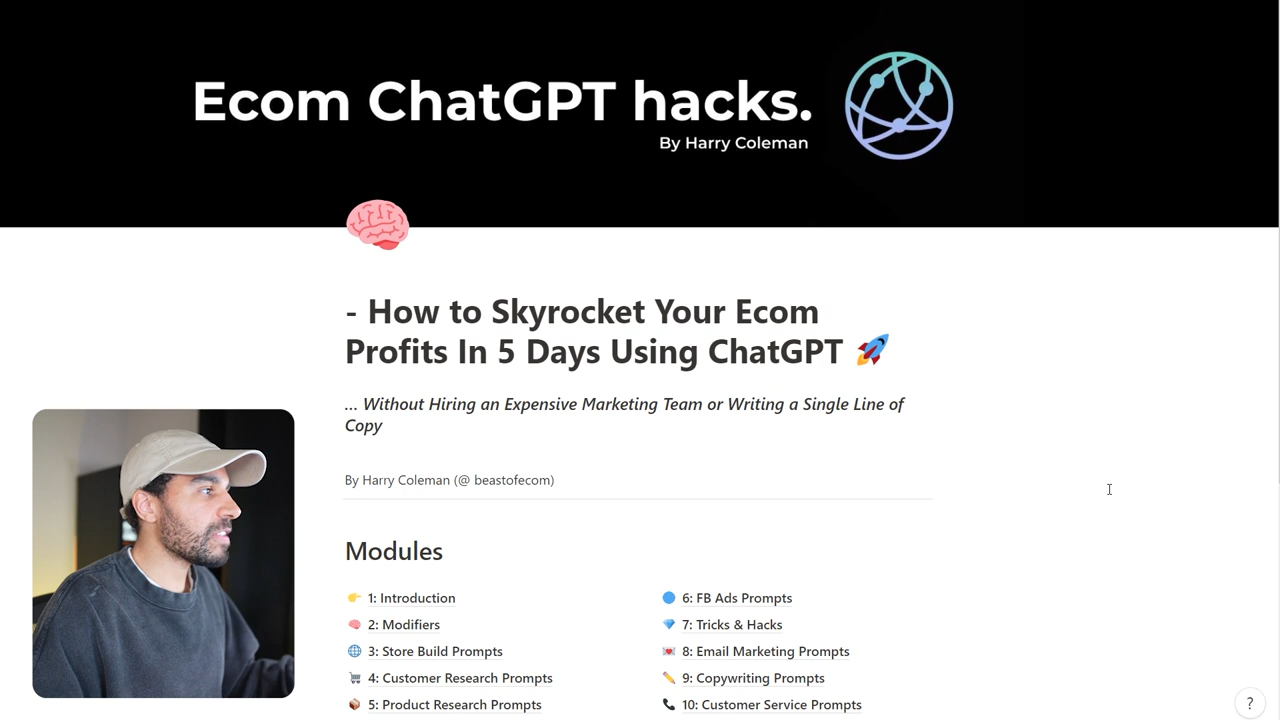 Ecom ChatGPT hacks.
By Harry Coleman
- How to Skyrocket Your Ecom
Profits In 5 Days Using ChatGPT 🚀
... Without Hiring an Expensive Marketing Team or Writing a Single Line of
Copy
By Harry Coleman (@ beastofecom)
Modules
1: Introduction
2: Modifiers
3: Store Build Prompts
4: Customer Research Prompts
5: Product Research Prompts
6: FB Ads Prompts
7: Tricks & Hacks
8: Email Marketing Prompts
9: Copywriting Prompts
10: Customer Service Prompts
?